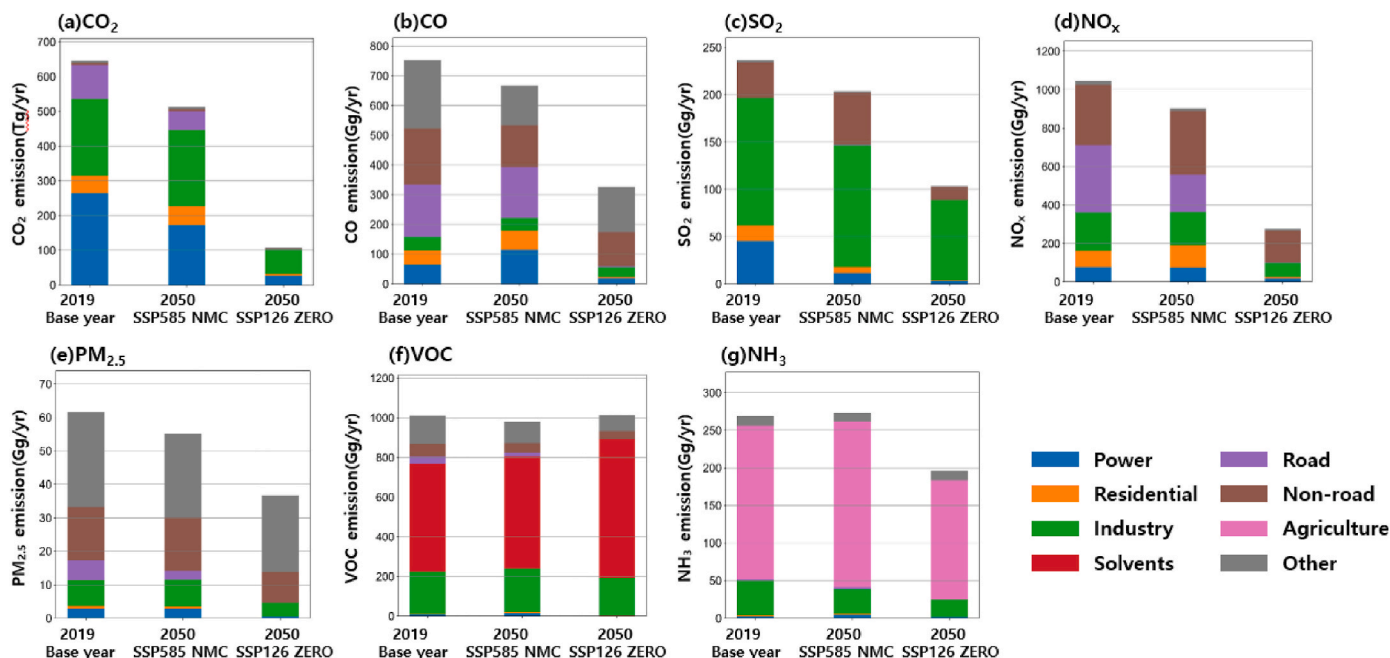 (a)CO₂
CO₂ emission(Tg/yr)
700
600
500
400
300
200
100
0
2019
Base year
2050
SSP585 NMC
2050
SSP126 ZERO
(b)CO
CO emission(Gg/yr)
800
700
600
500
400
300
200
100
0
2019
Base year
2050
SSP585 NMC
2050
SSP126 ZERO
(c)SO₂
SO₂ emission(Gg/yr)
250
200
150
100
50
0
2019
Base year
2050
SSP585 NMC
2050
SSP126 ZERO
(d)NOₓ
NOₓ emission(Gg/yr)
1200
1000
800
600
400
200
0
2019
Base year
2050
SSP585 NMC
2050
SSP126 ZERO
(e)PM₂.₅
PM₂.₅ emission(Gg/yr)
70
60
50
40
30
20
10
0
2019
Base year
2050
SSP585 NMC
2050
SSP126 ZERO
(f)VOC
VOC emission(Gg/yr)
1200
1000
800
600
400
200
0
2019
Base year
2050
SSP585 NMC
2050
SSP126 ZERO
(g)NH₃
NH₃ emission(Gg/yr)
300
250
200
150
100
50
0
2019
Base year
2050
SSP585 NMC
2050
SSP126 ZERO
Power
Residential
Industry
Solvents
Road
Non-road
Agriculture
Other